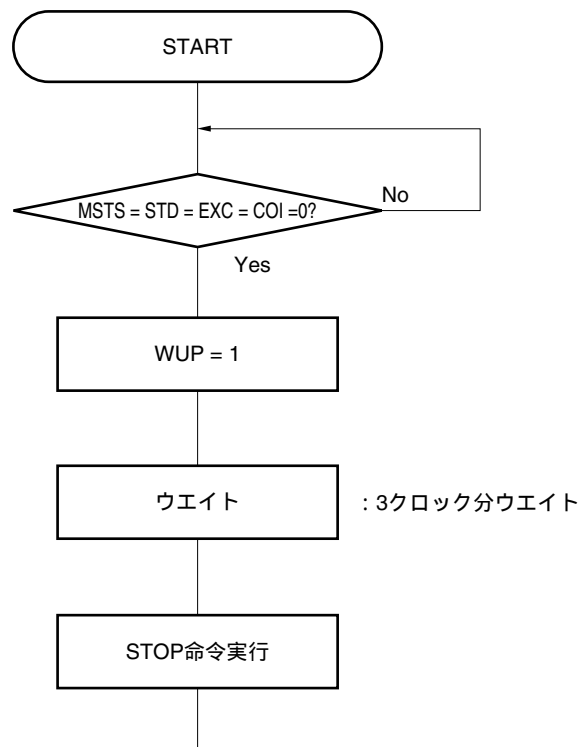 START
MSTS = STD = EXC = COI =0?
No
Yes
WUP = 1
ウエイト
：3クロック分ウエイト
STOP命令実行